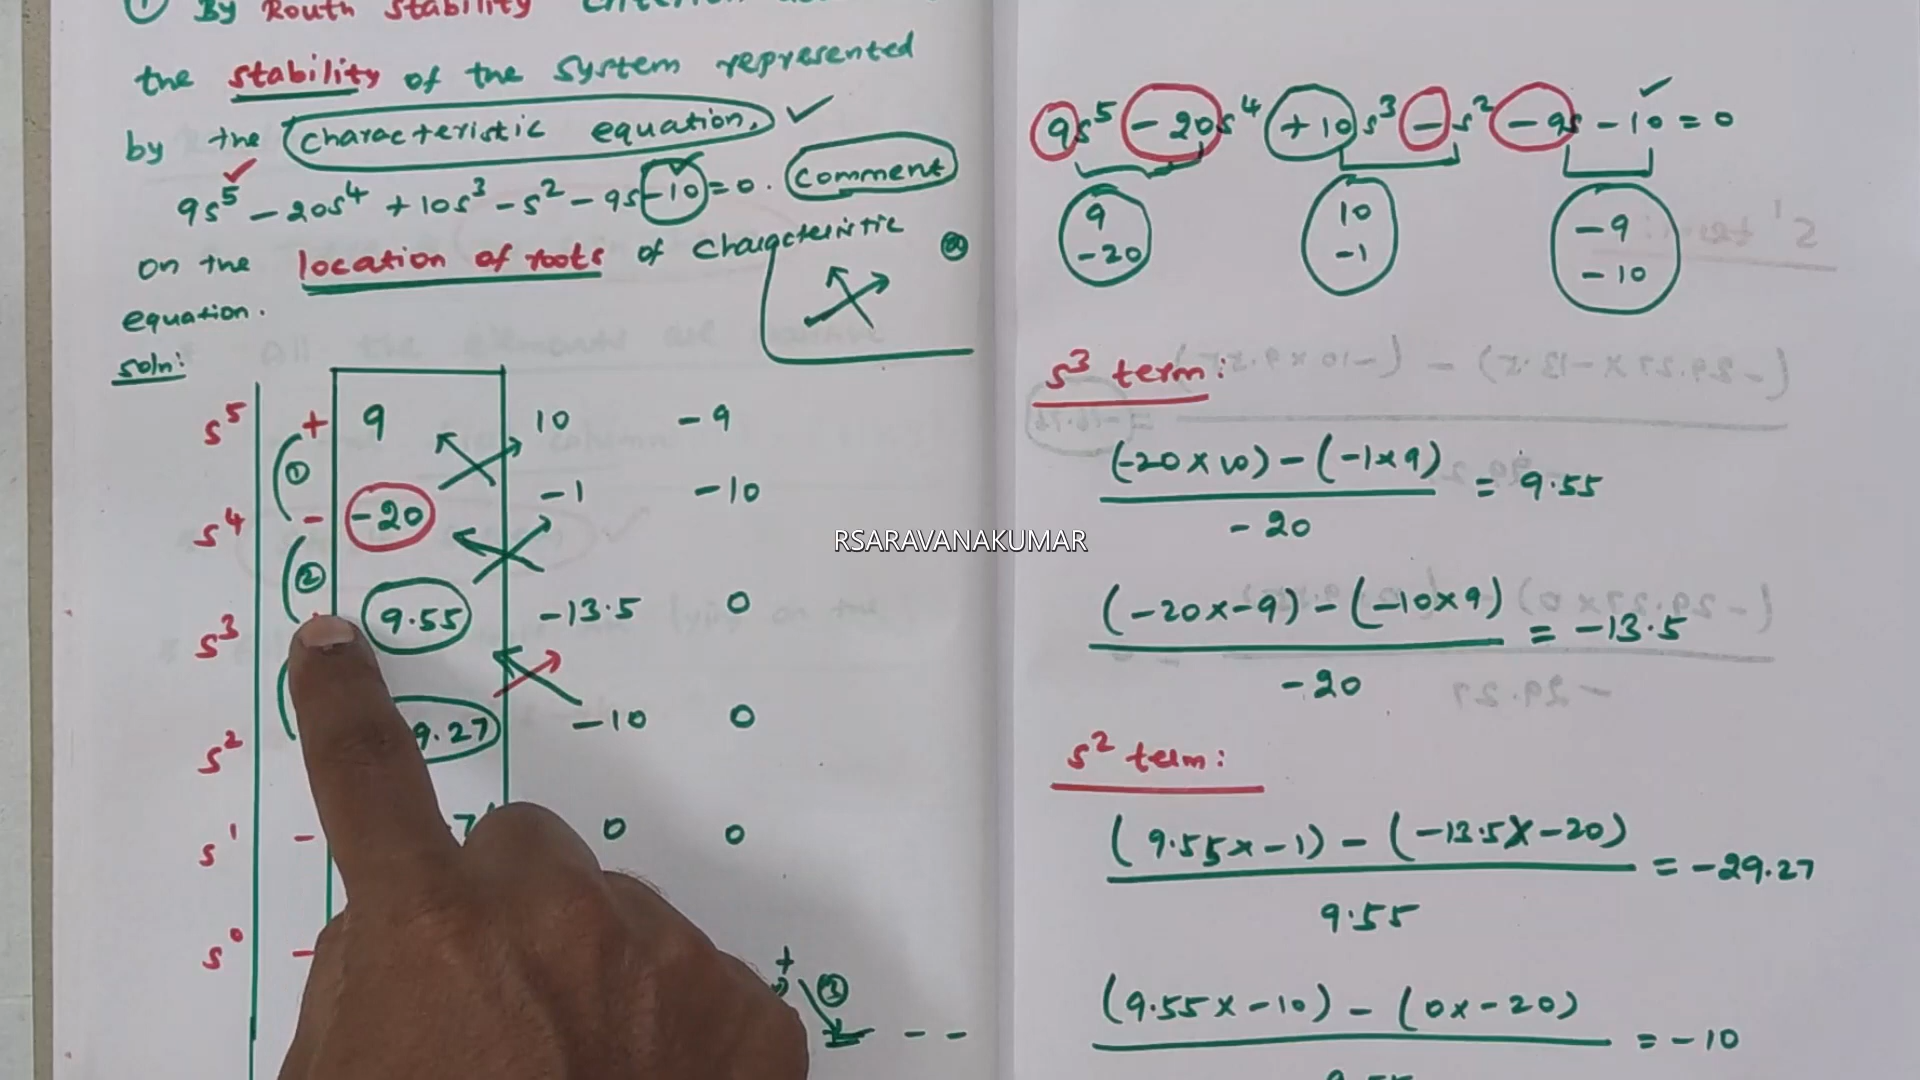 ① By Routh Stability
the stability of the system represented
by the characteristic equation,
9s⁵ - 20s⁴ + 10s³ - s² - 9s - 10 = 0. Comment
on the location of roots of characteristic
equation.
soln:
s⁵ + 9 10 -9
①
s⁴ - -20 -1 -10
②
s³ 9.55 -13.5 0
s² 9.27 -10 0
s¹ - 7 0 0
s⁰ -
+ ③
- -
RSARAVANAKUMAR
9s⁵ - 20s⁴ + 10s³ - s² - 9s - 10 = 0
9 10 -9
-20 -1 -10
s³ term:
(-20 x 10) - (-1 x 9) = 9.55
-20
(-20 x -9) - (-10 x 9) = -13.5
-20
s² term:
(9.55 x -1) - (-13.5 x -20) = -29.27
9.55
(9.55 x -10) - (0 x -20) = -10